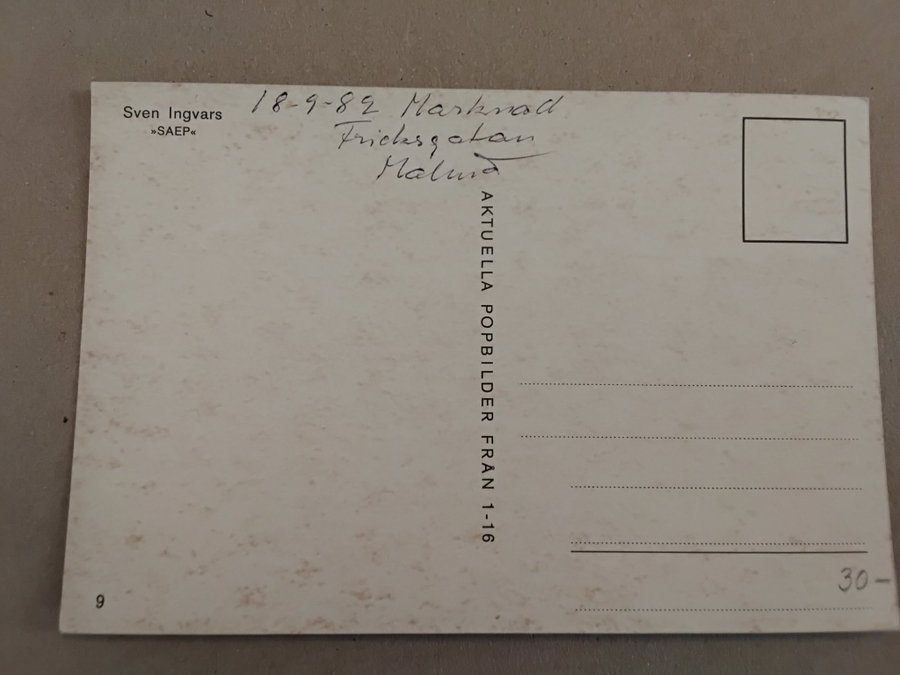 Sven Ingvars
»SAEP«
18-9-82 Marknad
Fricksgatan
Malmö
AKTUELLA POPBILDER FRÅN 1-16
30-
9